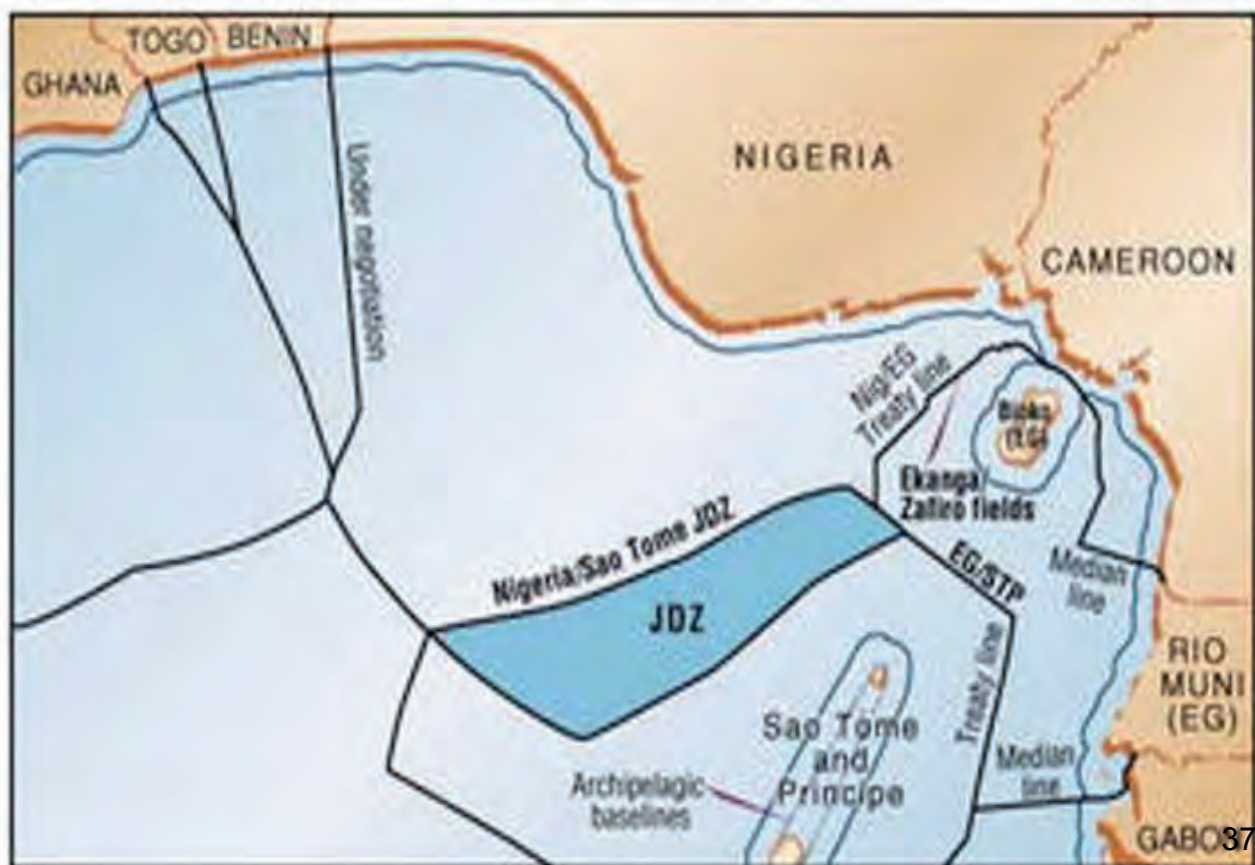 TOGO
BENIN
GHANA
NIGERIA
Under negotiation
CAMEROON
Nig/EG
Treaty line
Bioko
(EG)
Ekanga/
Zafiro fields
Nigeria/Sao Tome JDZ
JDZ
EG/STP
Median
line
Treaty line
RIO
MUNI
(EG)
Sao Tome
and
Principe
Archipelagic
baselines
Median
line
GABON
37